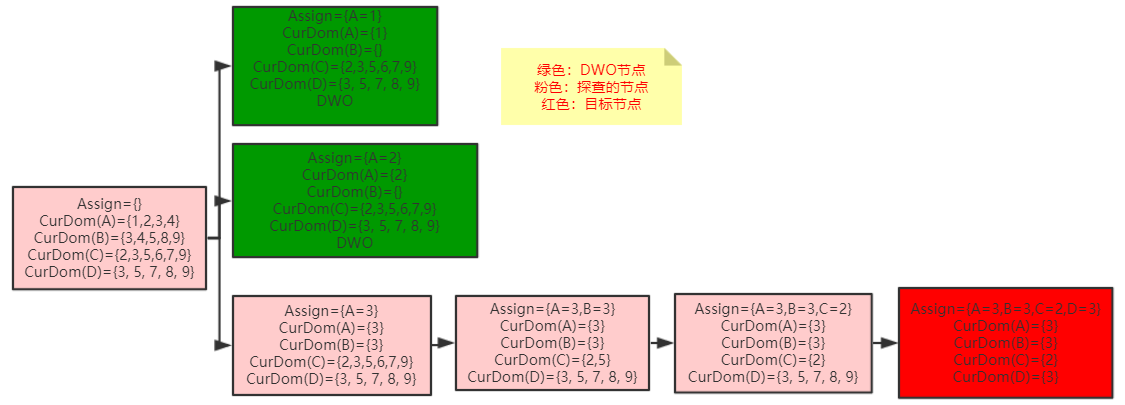 Assign={A=1}
CurDom(A)={1}
CurDom(B)={}
CurDom(C)={2,3,5,6,7,9}
CurDom(D)={3, 5, 7, 8, 9}
DWO
绿色：DWO节点
粉色：探查的节点
红色：目标节点
Assign={A=2}
CurDom(A)={2}
CurDom(B)={}
CurDom(C)={2,3,5,6,7,9}
CurDom(D)={3, 5, 7, 8, 9}
DWO
Assign={}
CurDom(A)={1,2,3,4}
CurDom(B)={3,4,5,8,9}
CurDom(C)={2,3,5,6,7,9}
CurDom(D)={3, 5, 7, 8, 9}
Assign={A=3}
CurDom(A)={3}
CurDom(B)={3}
CurDom(C)={2,3,5,6,7,9}
CurDom(D)={3, 5, 7, 8, 9}
Assign={A=3,B=3}
CurDom(A)={3}
CurDom(B)={3}
CurDom(C)={2,5}
CurDom(D)={3, 5, 7, 8, 9}
Assign={A=3,B=3,C=2}
CurDom(A)={3}
CurDom(B)={3}
CurDom(C)={2}
CurDom(D)={3, 5, 7, 8, 9}
Assign={A=3,B=3,C=2,D=3}
CurDom(A)={3}
CurDom(B)={3}
CurDom(C)={2}
CurDom(D)={3}